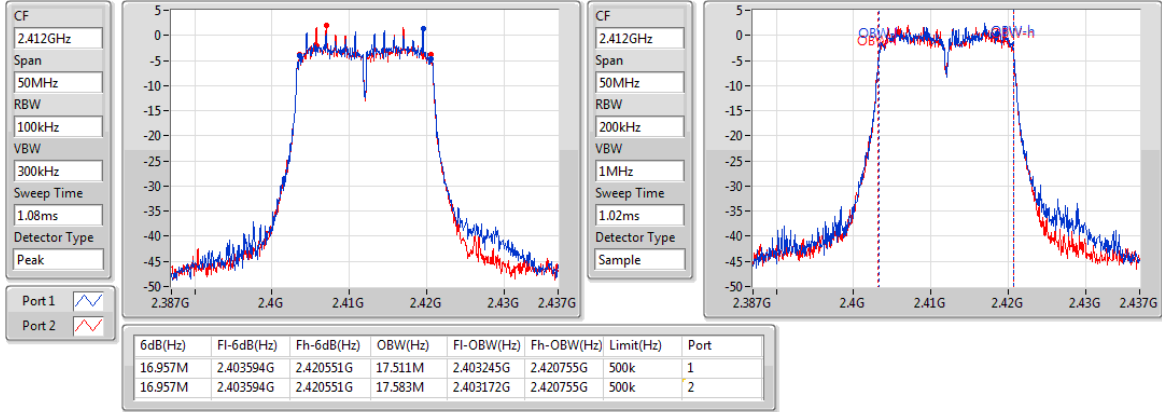 CF
2.412GHz
Span
50MHz
RBW
100kHz
VBW
300kHz
Sweep Time
1.08ms
Detector Type
Peak
Port 1
Port 2
5
0
-5
-10
-15
-20
-25
-30
-35
-40
-45
-50
2.387G 2.4G 2.41G 2.42G 2.43G 2.437G
CF
2.412GHz
Span
50MHz
RBW
200kHz
VBW
1MHz
Sweep Time
1.02ms
Detector Type
Sample
5
0
-5
-10
-15
-20
-25
-30
-35
-40
-45
-50
OBW-h
2.387G 2.4G 2.41G 2.42G 2.43G 2.437G
6dB(Hz) Fl-6dB(Hz) Fh-6dB(Hz) OBW(Hz) Fl-OBW(Hz) Fh-OBW(Hz) Limit(Hz) Port
16.957M 2.403594G 2.420551G 17.511M 2.403245G 2.420755G 500k 1
16.957M 2.403594G 2.420551G 17.583M 2.403172G 2.420755G 500k 2